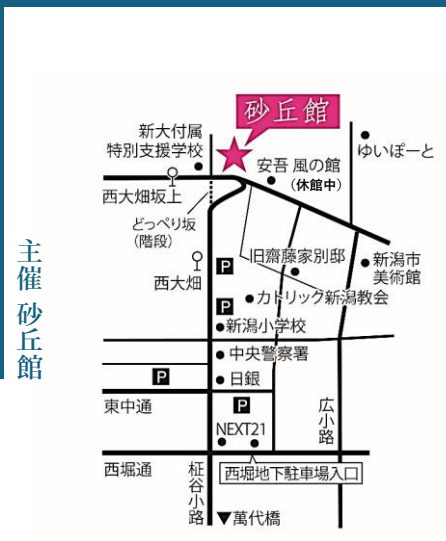 砂丘館
新大付属
特別支援学校
ゆいぽーと
安吾 風の館
（休館中）
西大畑坂上
どっぺり坂
（階段）
旧齋藤家別邸
新潟市
美術館
西大畑
P
カトリック新潟教会
P
新潟小学校
中央警察署
P
日銀
東中通
P
広小路
NEXT21
西堀通
柾谷小路
西堀地下駐車場入口
▼萬代橋
主催 砂丘館